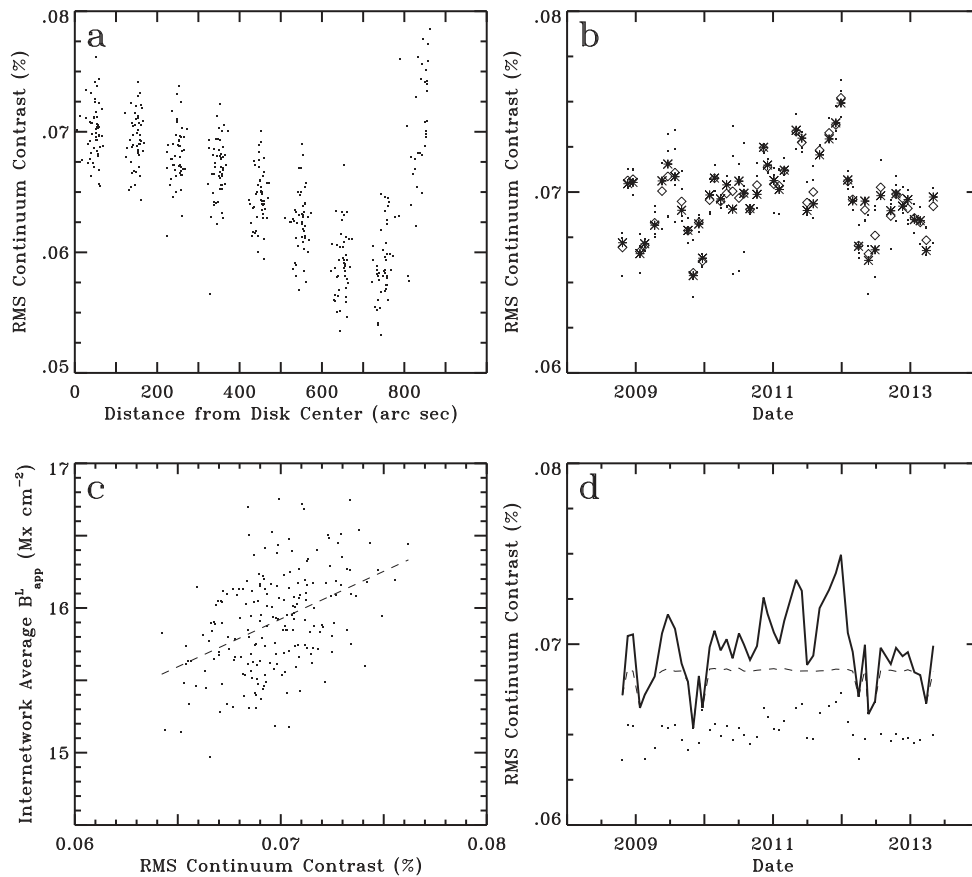 a
.08
.07
.06
.05
RMS Continuum Contrast (%)
0 200 400 600 800
Distance from Disk Center (arc sec)
b
.08
.07
.06
RMS Continuum Contrast (%)
2009 2011 2013
Date
c
17
16
15
Internetwork Average B^L_app (Mx cm^−2)
0.06 0.07 0.08
RMS Continuum Contrast (%)
d
.08
.07
.06
RMS Continuum Contrast (%)
2009 2011 2013
Date